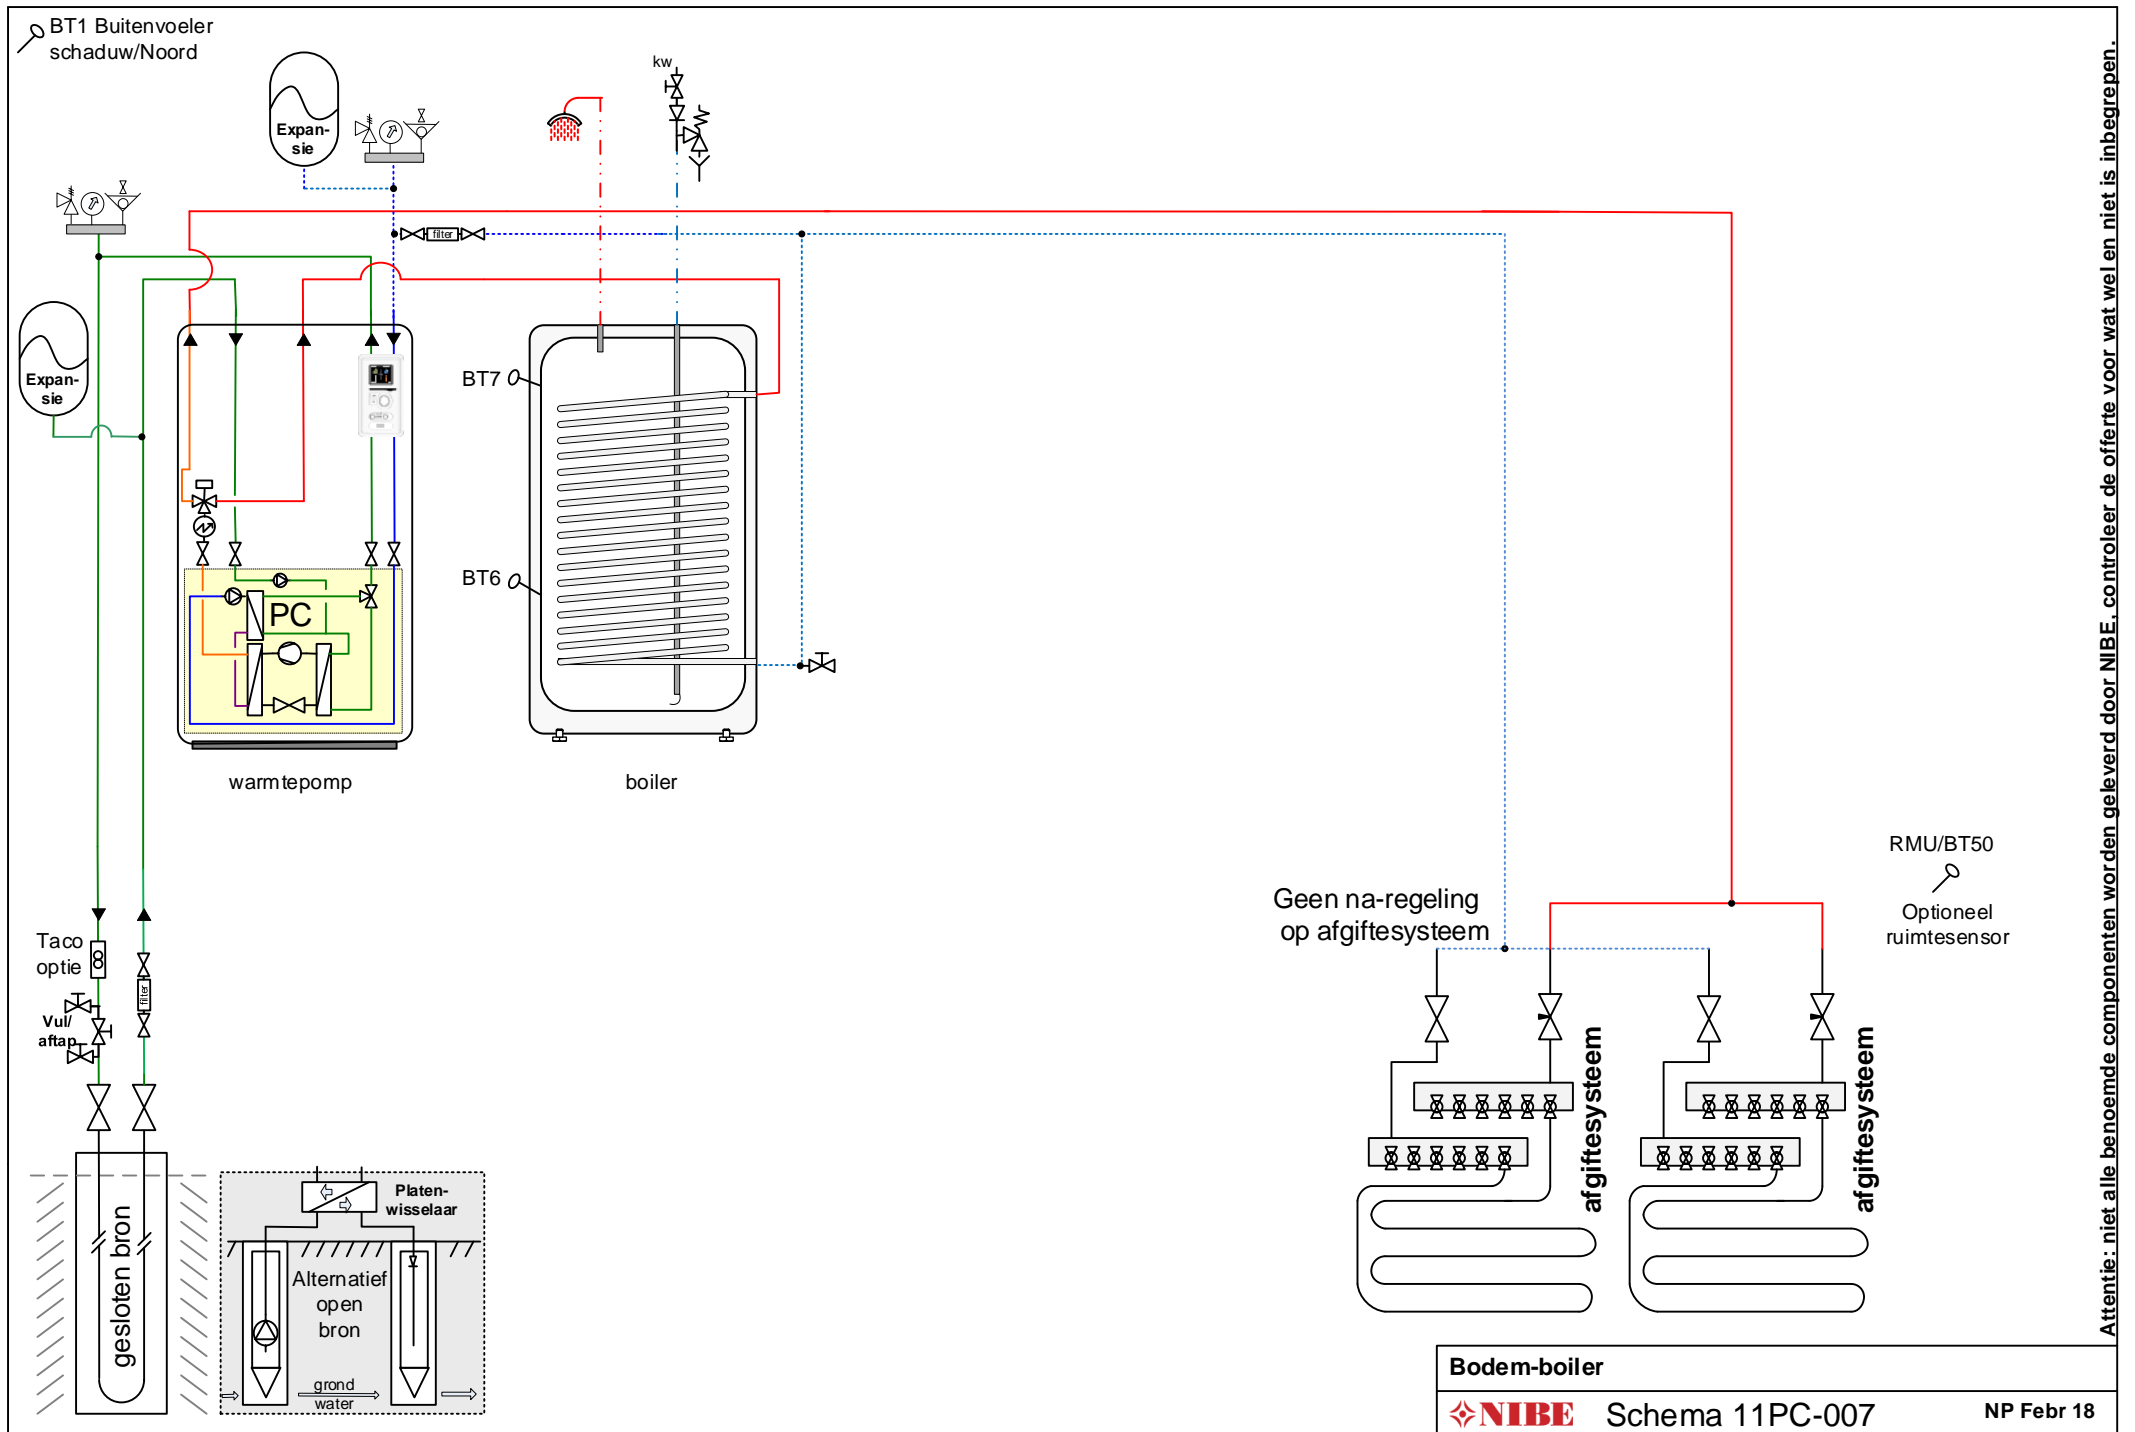 BT1 Buitenvoeler
schaduw/Noord
Expan-
sie
kw
filter
Expan-
sie
BT7
BT6
PC
warmtepomp
boiler
Taco
optie
filter
Vul/
aftap
gesloten bron
Platen-
wisselaar
Alternatief
open
bron
grond
water
Geen na-regeling
op afgiftesysteem
RMU/BT50
Optioneel
ruimtesensor
afgiftesysteem
afgiftesysteem
Attentie: niet alle benoemde componenten worden geleverd door NIBE, controleer de offerte voor wat wel en niet is inbegrepen.
Bodem-boiler
NIBE Schema 11PC-007 NP Febr 18